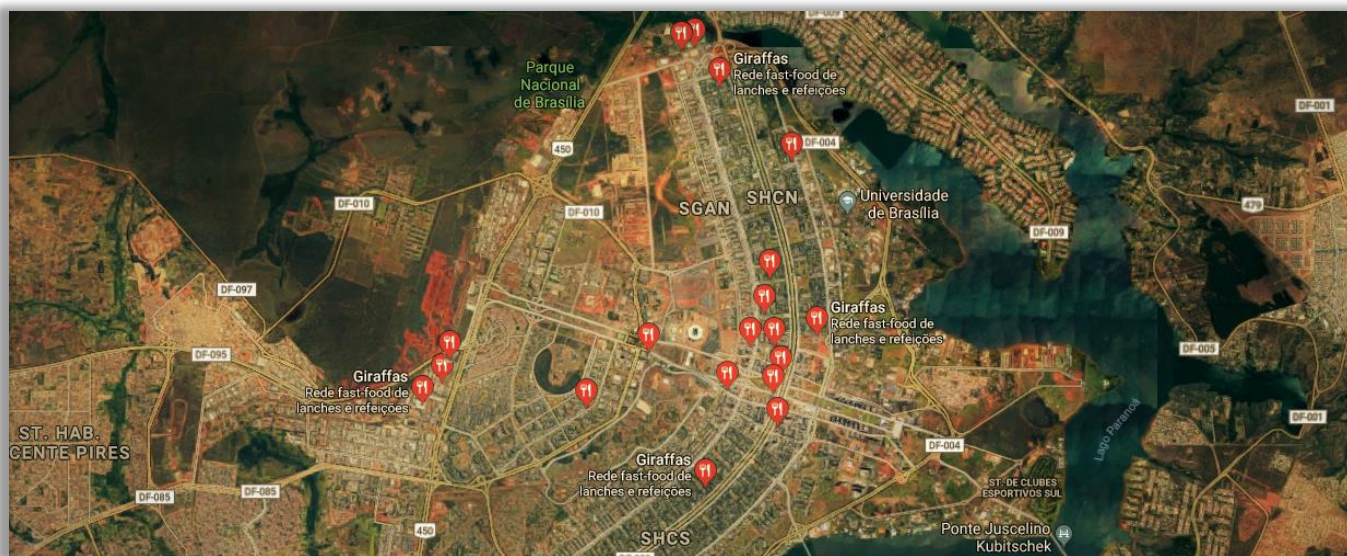 DF-009
Giraffas
Rede fast-food de
lanches e refeições
Parque
Nacional
de Brasília
DF-001
450
DF-004
DF-010
Universidade
de Brasília
SHCN
SGAN
479
DF-010
DF-009
DF-097
Giraffas
Rede fast-food de
lanches e refeições
DF-005
DF-095
Giraffas
Rede fast-food de
lanches e refeições
DF-001
ST. HAB.
CENTE PIRES
Lago Paranoá
DF-004
Giraffas
Rede fast-food de
lanches e refeições
ST. DE CLUBES
ESPORTIVOS SUL
DF-085
DF-085
450
SHCS
Ponte Juscelino
Kubitschek